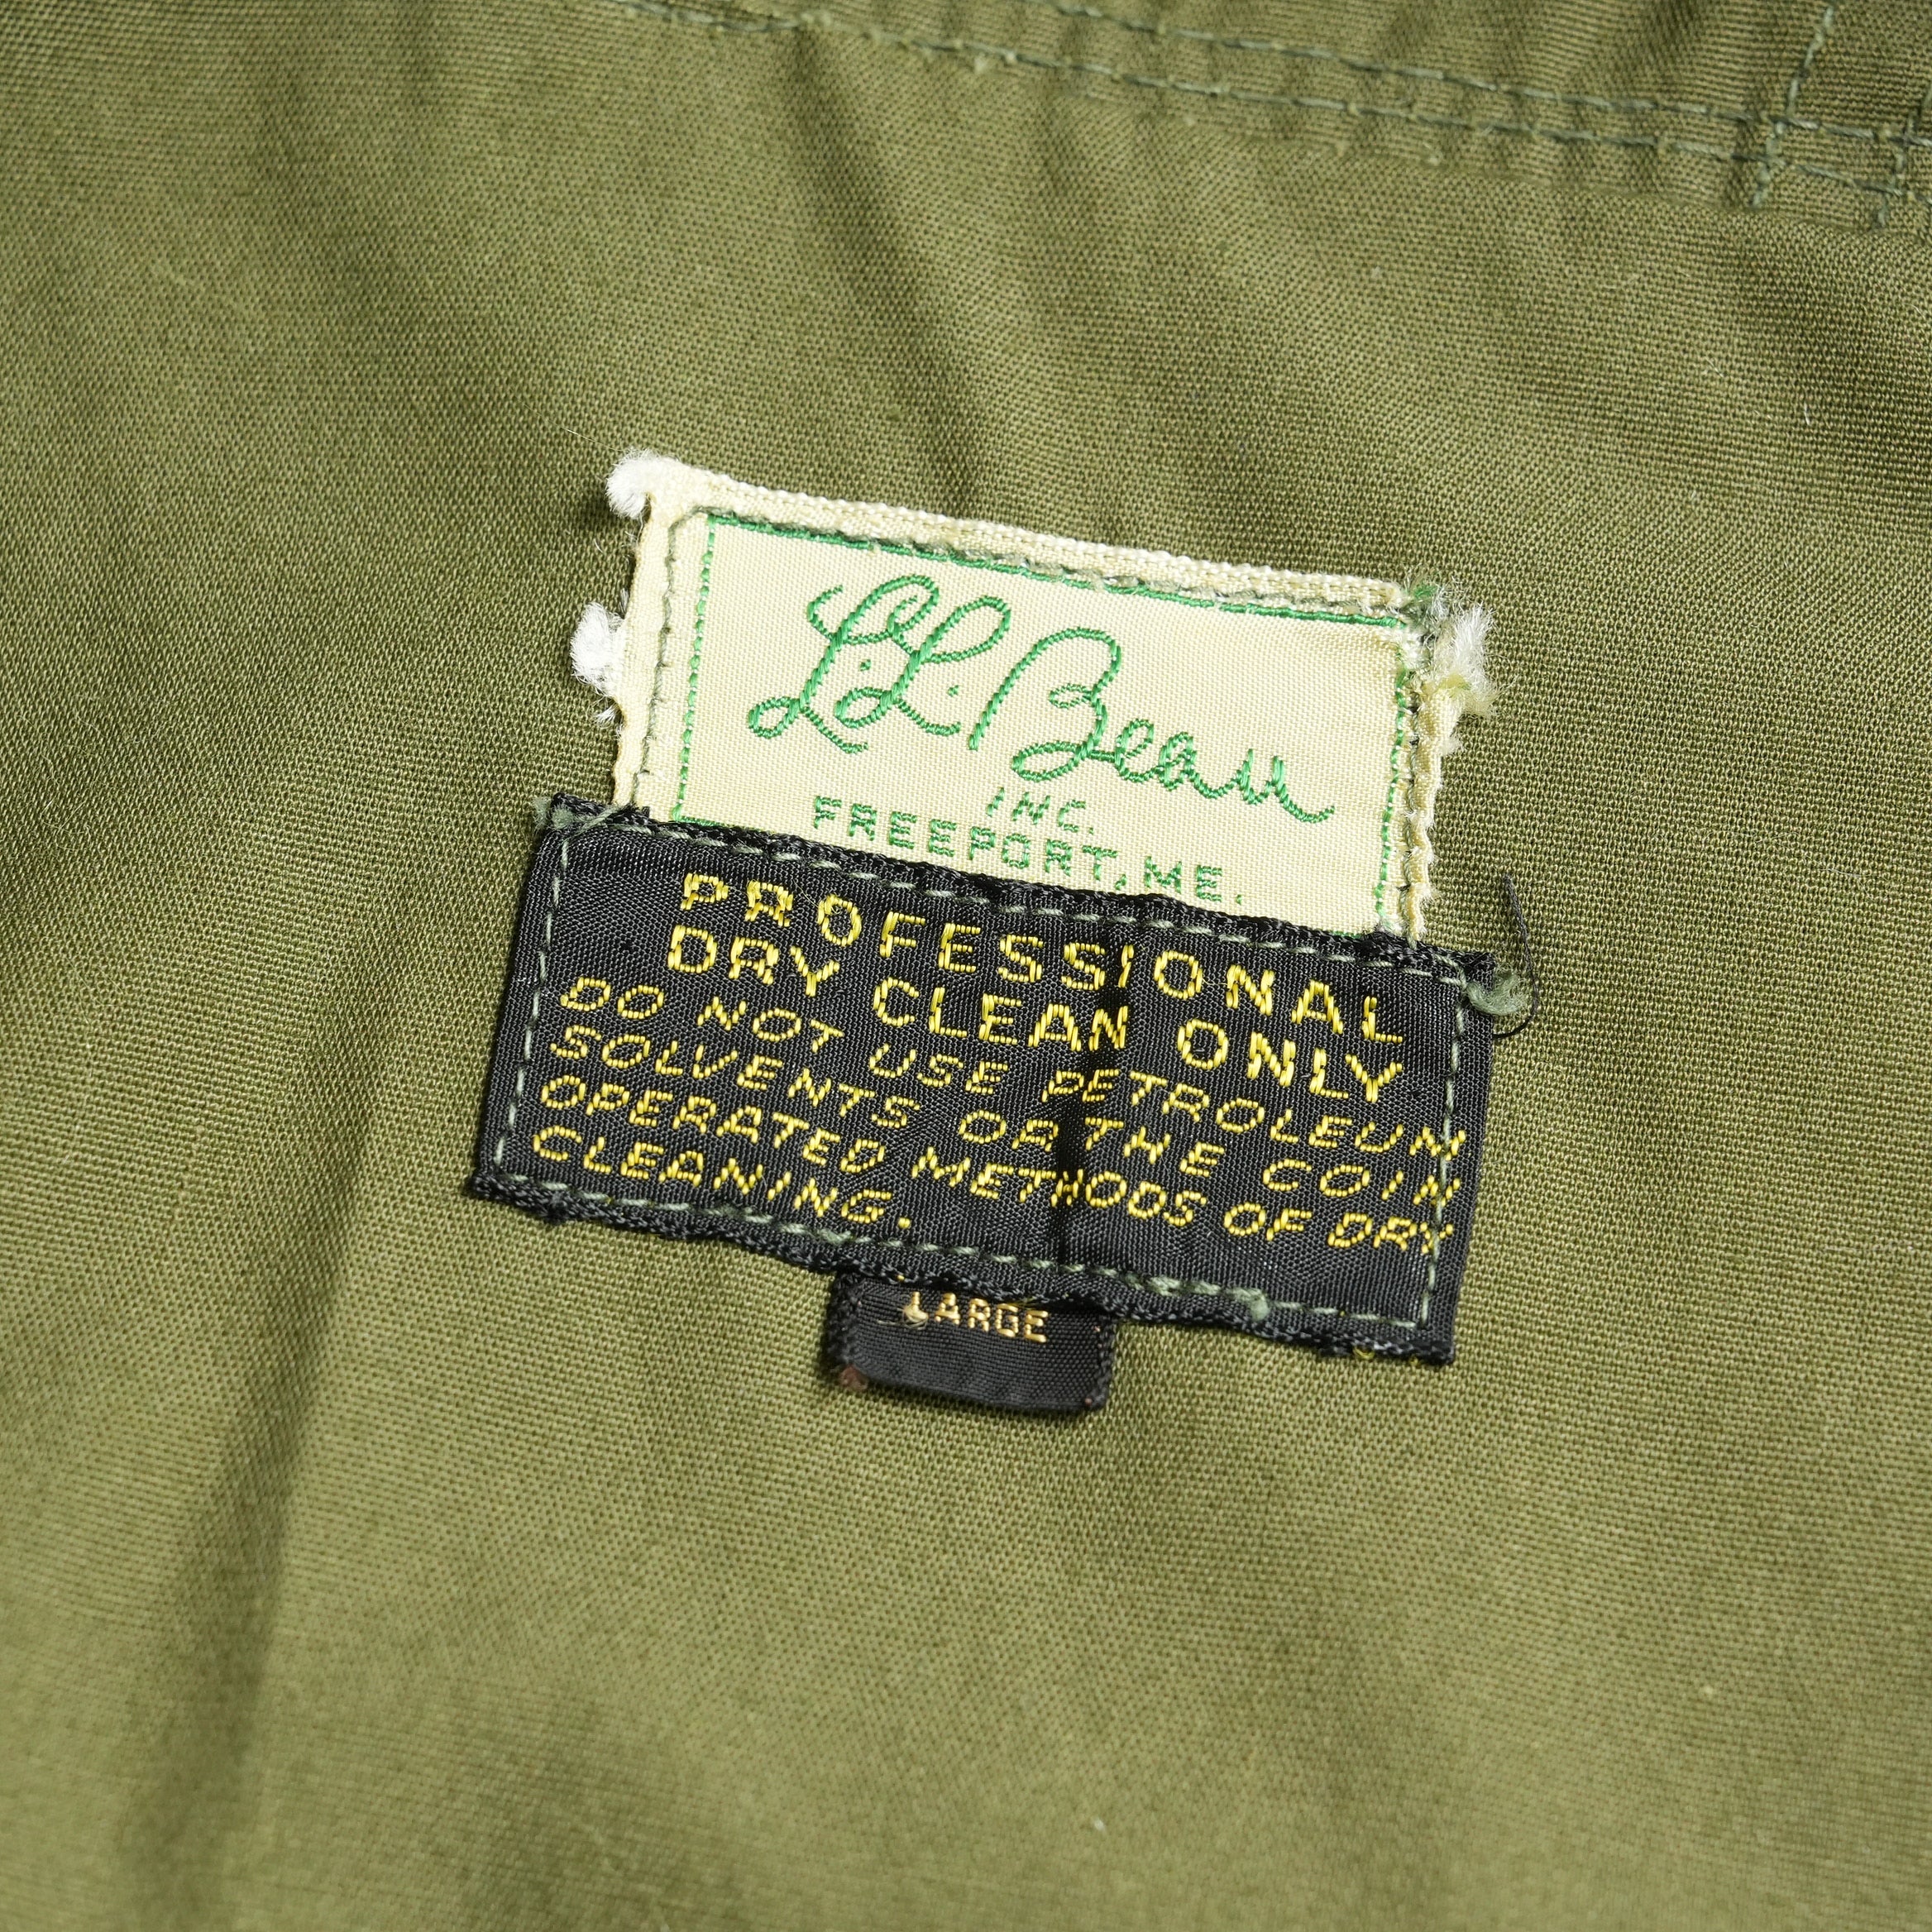 L.L. Bean
INC.
FREEPORT, ME.
PROFESSIONAL
DRY CLEAN ONLY
DO NOT USE PETROLEUM
SOLVENTS OR THE COIN
OPERATED METHODS OF DRY
CLEANING.
LARGE